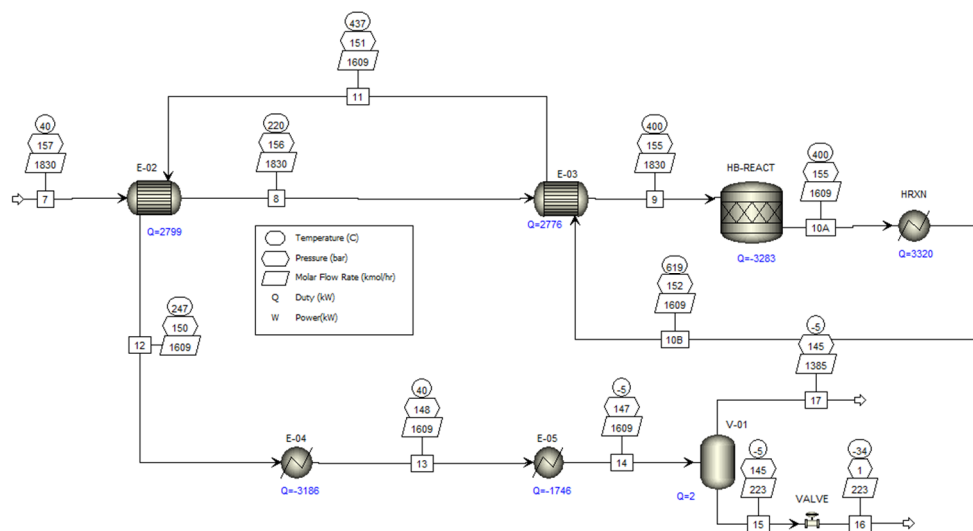 437
151
1609
11
40
157
1830
7
E-02
Q=2799
220
156
1830
8
E-03
Q=2776
400
155
1830
9
HB-REACT
Q=-3283
400
155
1609
10A
HRXN
Q=3320
Temperature (C)
Pressure (bar)
Molar Flow Rate (kmol/hr)
Q Duty (kW)
W Power(kW)
619
152
1609
10B
247
150
1609
12
-5
145
1385
17
E-04
Q=-3186
40
148
1609
13
E-05
Q=-1746
-5
147
1609
14
V-01
Q=2
-5
145
223
15
VALVE
-34
1
223
16